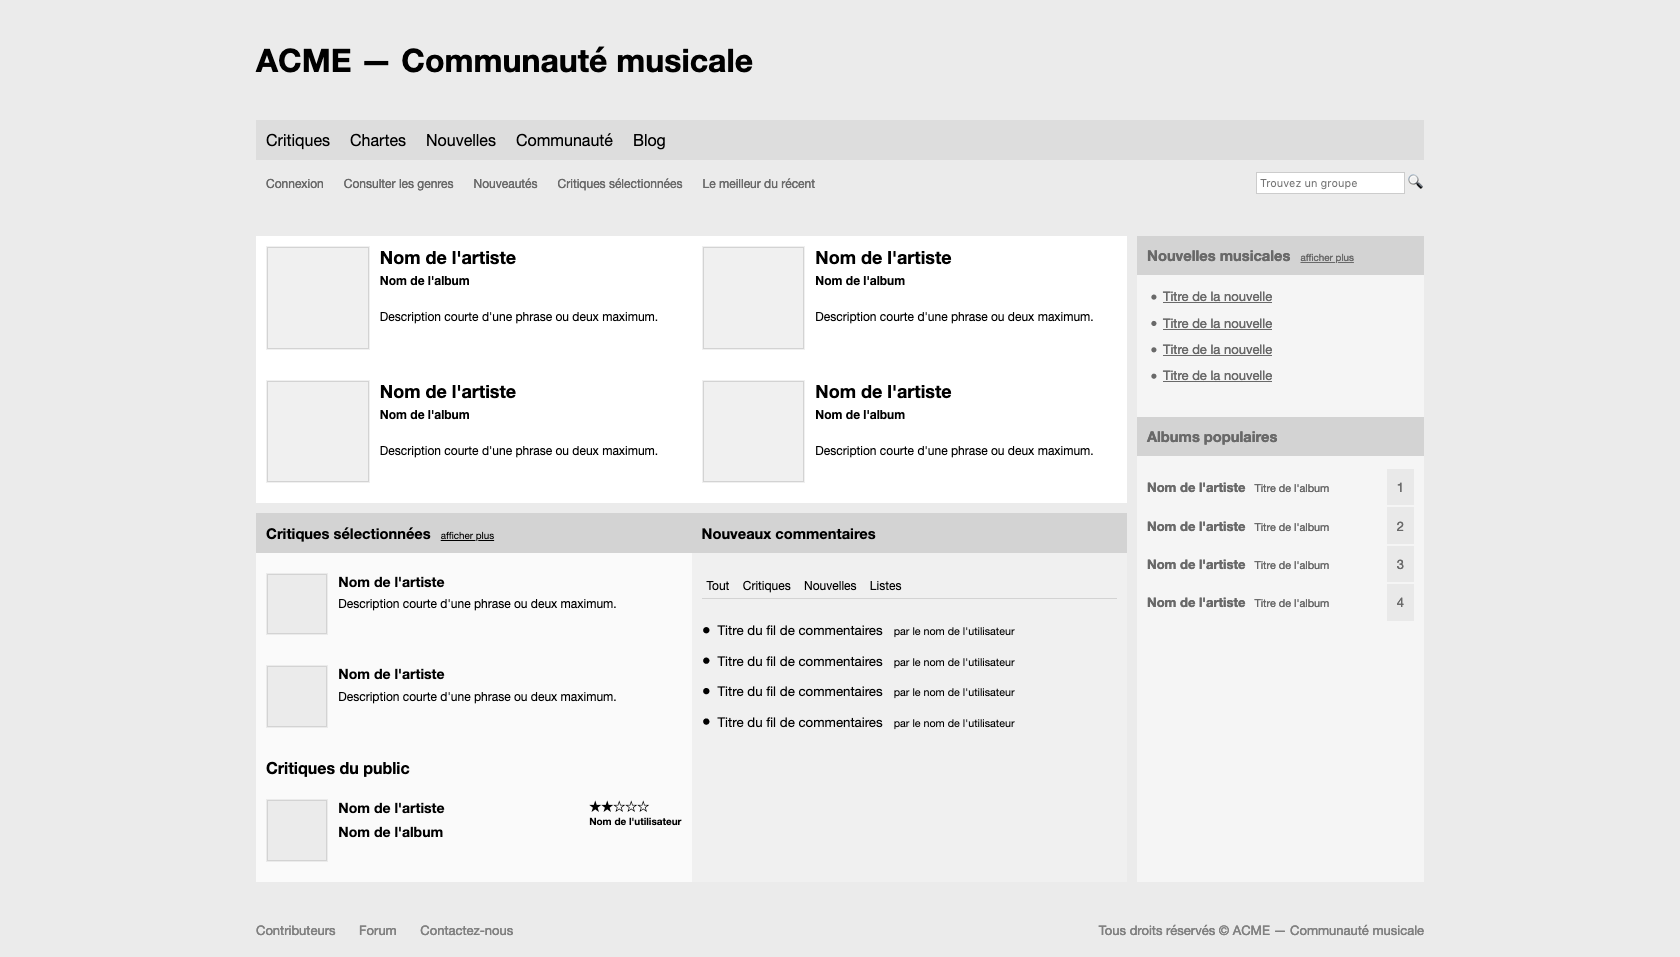 ACME — Communauté musicale
Critiques Chartes Nouvelles Communauté Blog
Connexion Consulter les genres Nouveautés Critiques sélectionnées Le meilleur du récent
Trouvez un groupe
Nom de l'artiste
Nom de l'album
Description courte d'une phrase ou deux maximum.
Nom de l'artiste
Nom de l'album
Description courte d'une phrase ou deux maximum.
Nom de l'artiste
Nom de l'album
Description courte d'une phrase ou deux maximum.
Nom de l'artiste
Nom de l'album
Description courte d'une phrase ou deux maximum.
Critiques sélectionnées afficher plus
Nom de l'artiste
Description courte d'une phrase ou deux maximum.
Nom de l'artiste
Description courte d'une phrase ou deux maximum.
Critiques du public
Nom de l'artiste
Nom de l'album
★★☆☆☆
Nom de l'utilisateur
Nouveaux commentaires
Tout Critiques Nouvelles Listes
• Titre du fil de commentaires par le nom de l'utilisateur
• Titre du fil de commentaires par le nom de l'utilisateur
• Titre du fil de commentaires par le nom de l'utilisateur
• Titre du fil de commentaires par le nom de l'utilisateur
Nouvelles musicales afficher plus
• Titre de la nouvelle
• Titre de la nouvelle
• Titre de la nouvelle
• Titre de la nouvelle
Albums populaires
Nom de l'artiste Titre de l'album 1
Nom de l'artiste Titre de l'album 2
Nom de l'artiste Titre de l'album 3
Nom de l'artiste Titre de l'album 4
Contributeurs Forum Contactez-nous
Tous droits réservés © ACME — Communauté musicale